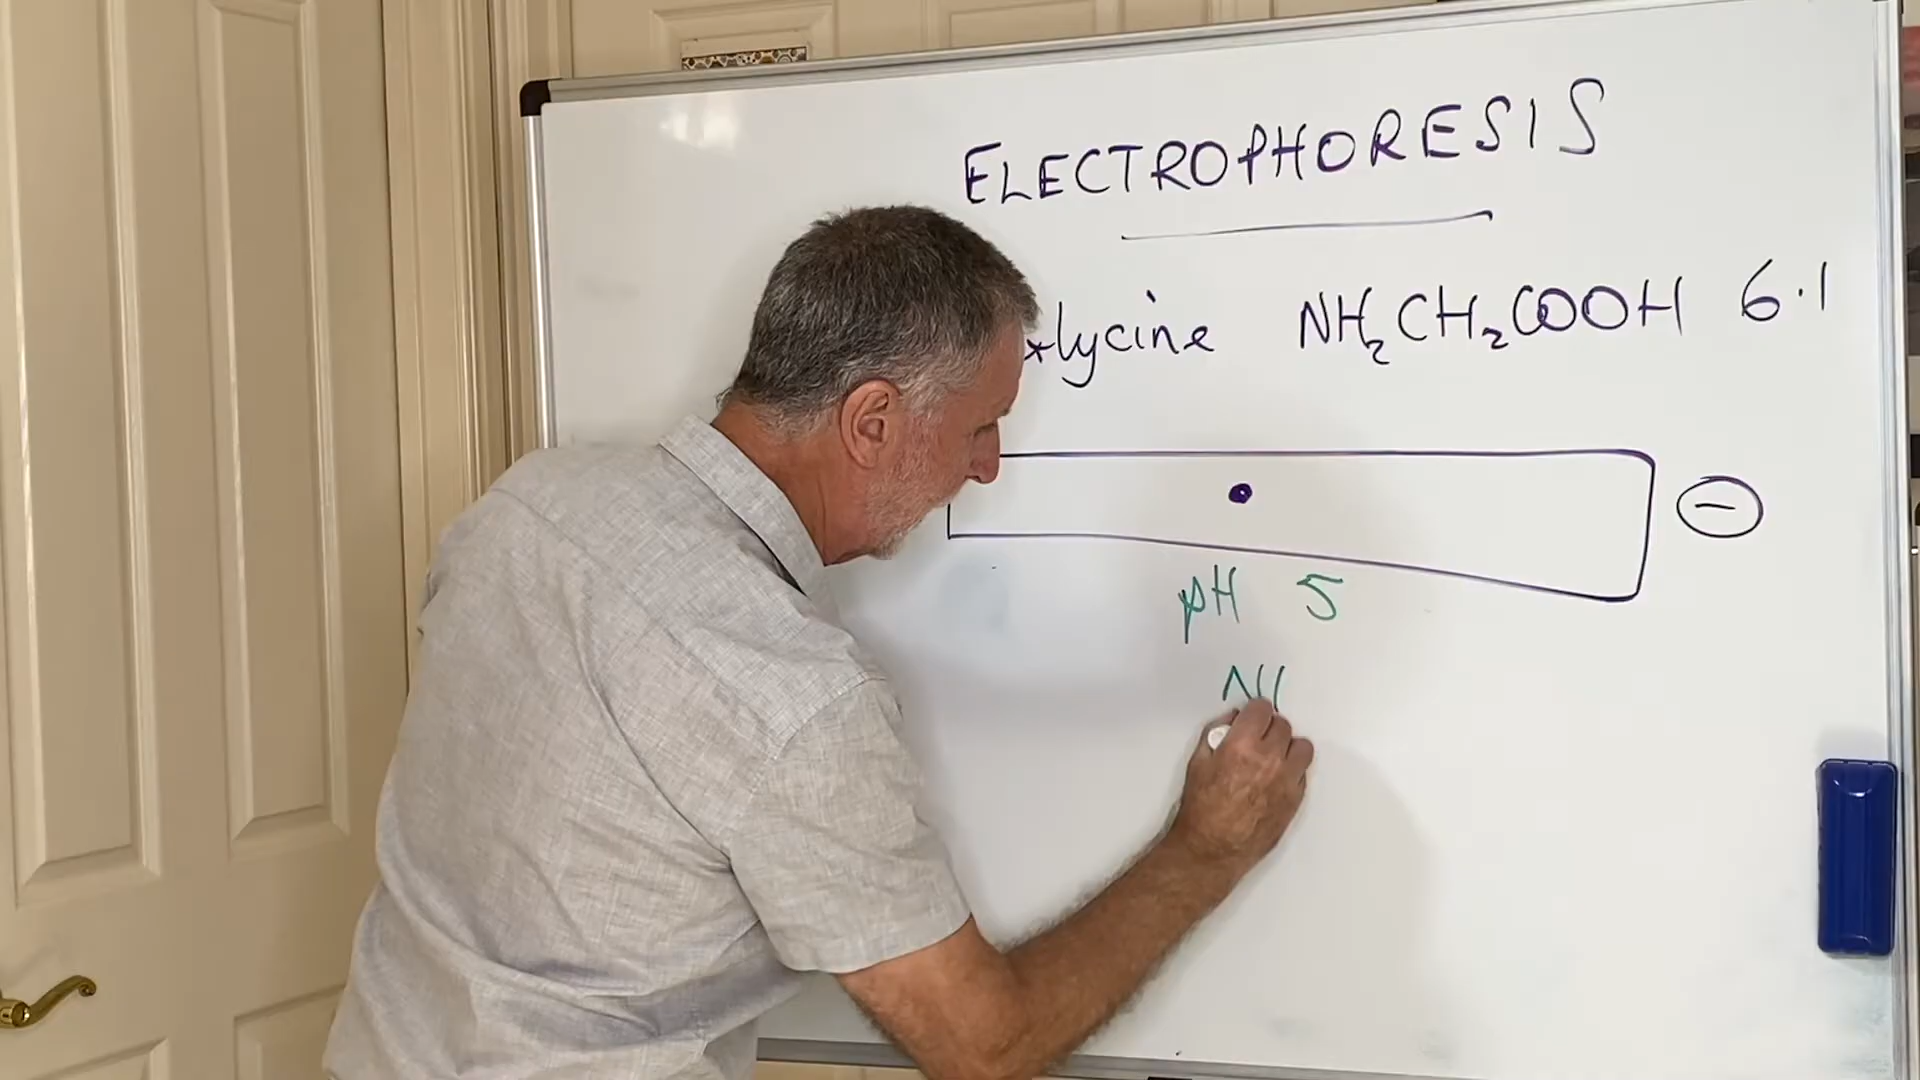 ELECTROPHORESIS
lycine NH₂CH₂COOH 6.1
−
pH 5